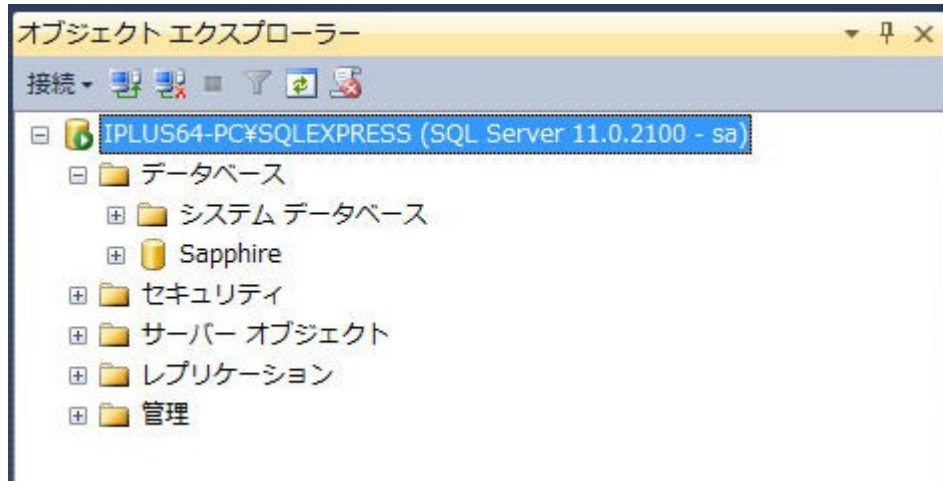 オブジェクト エクスプローラー
接続
IPLUS64-PC¥SQLEXPRESS (SQL Server 11.0.2100 - sa)
データベース
システム データベース
Sapphire
セキュリティ
サーバー オブジェクト
レプリケーション
管理